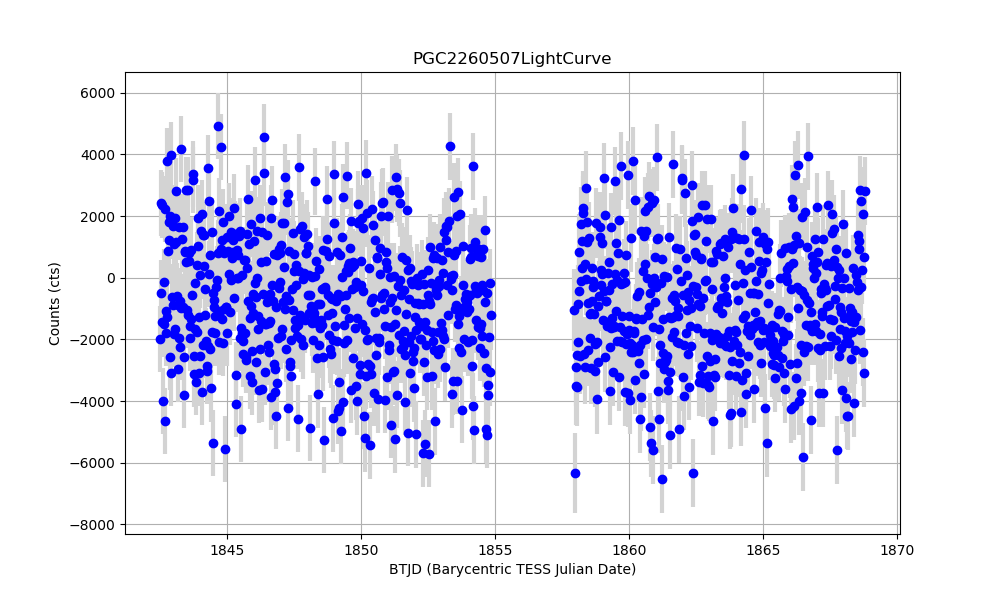 PGC2260507LightCurve
6000
4000
2000
0
−2000
−4000
−6000
−8000
Counts (cts)
1845 1850 1855 1860 1865 1870
BTJD (Barycentric TESS Julian Date)